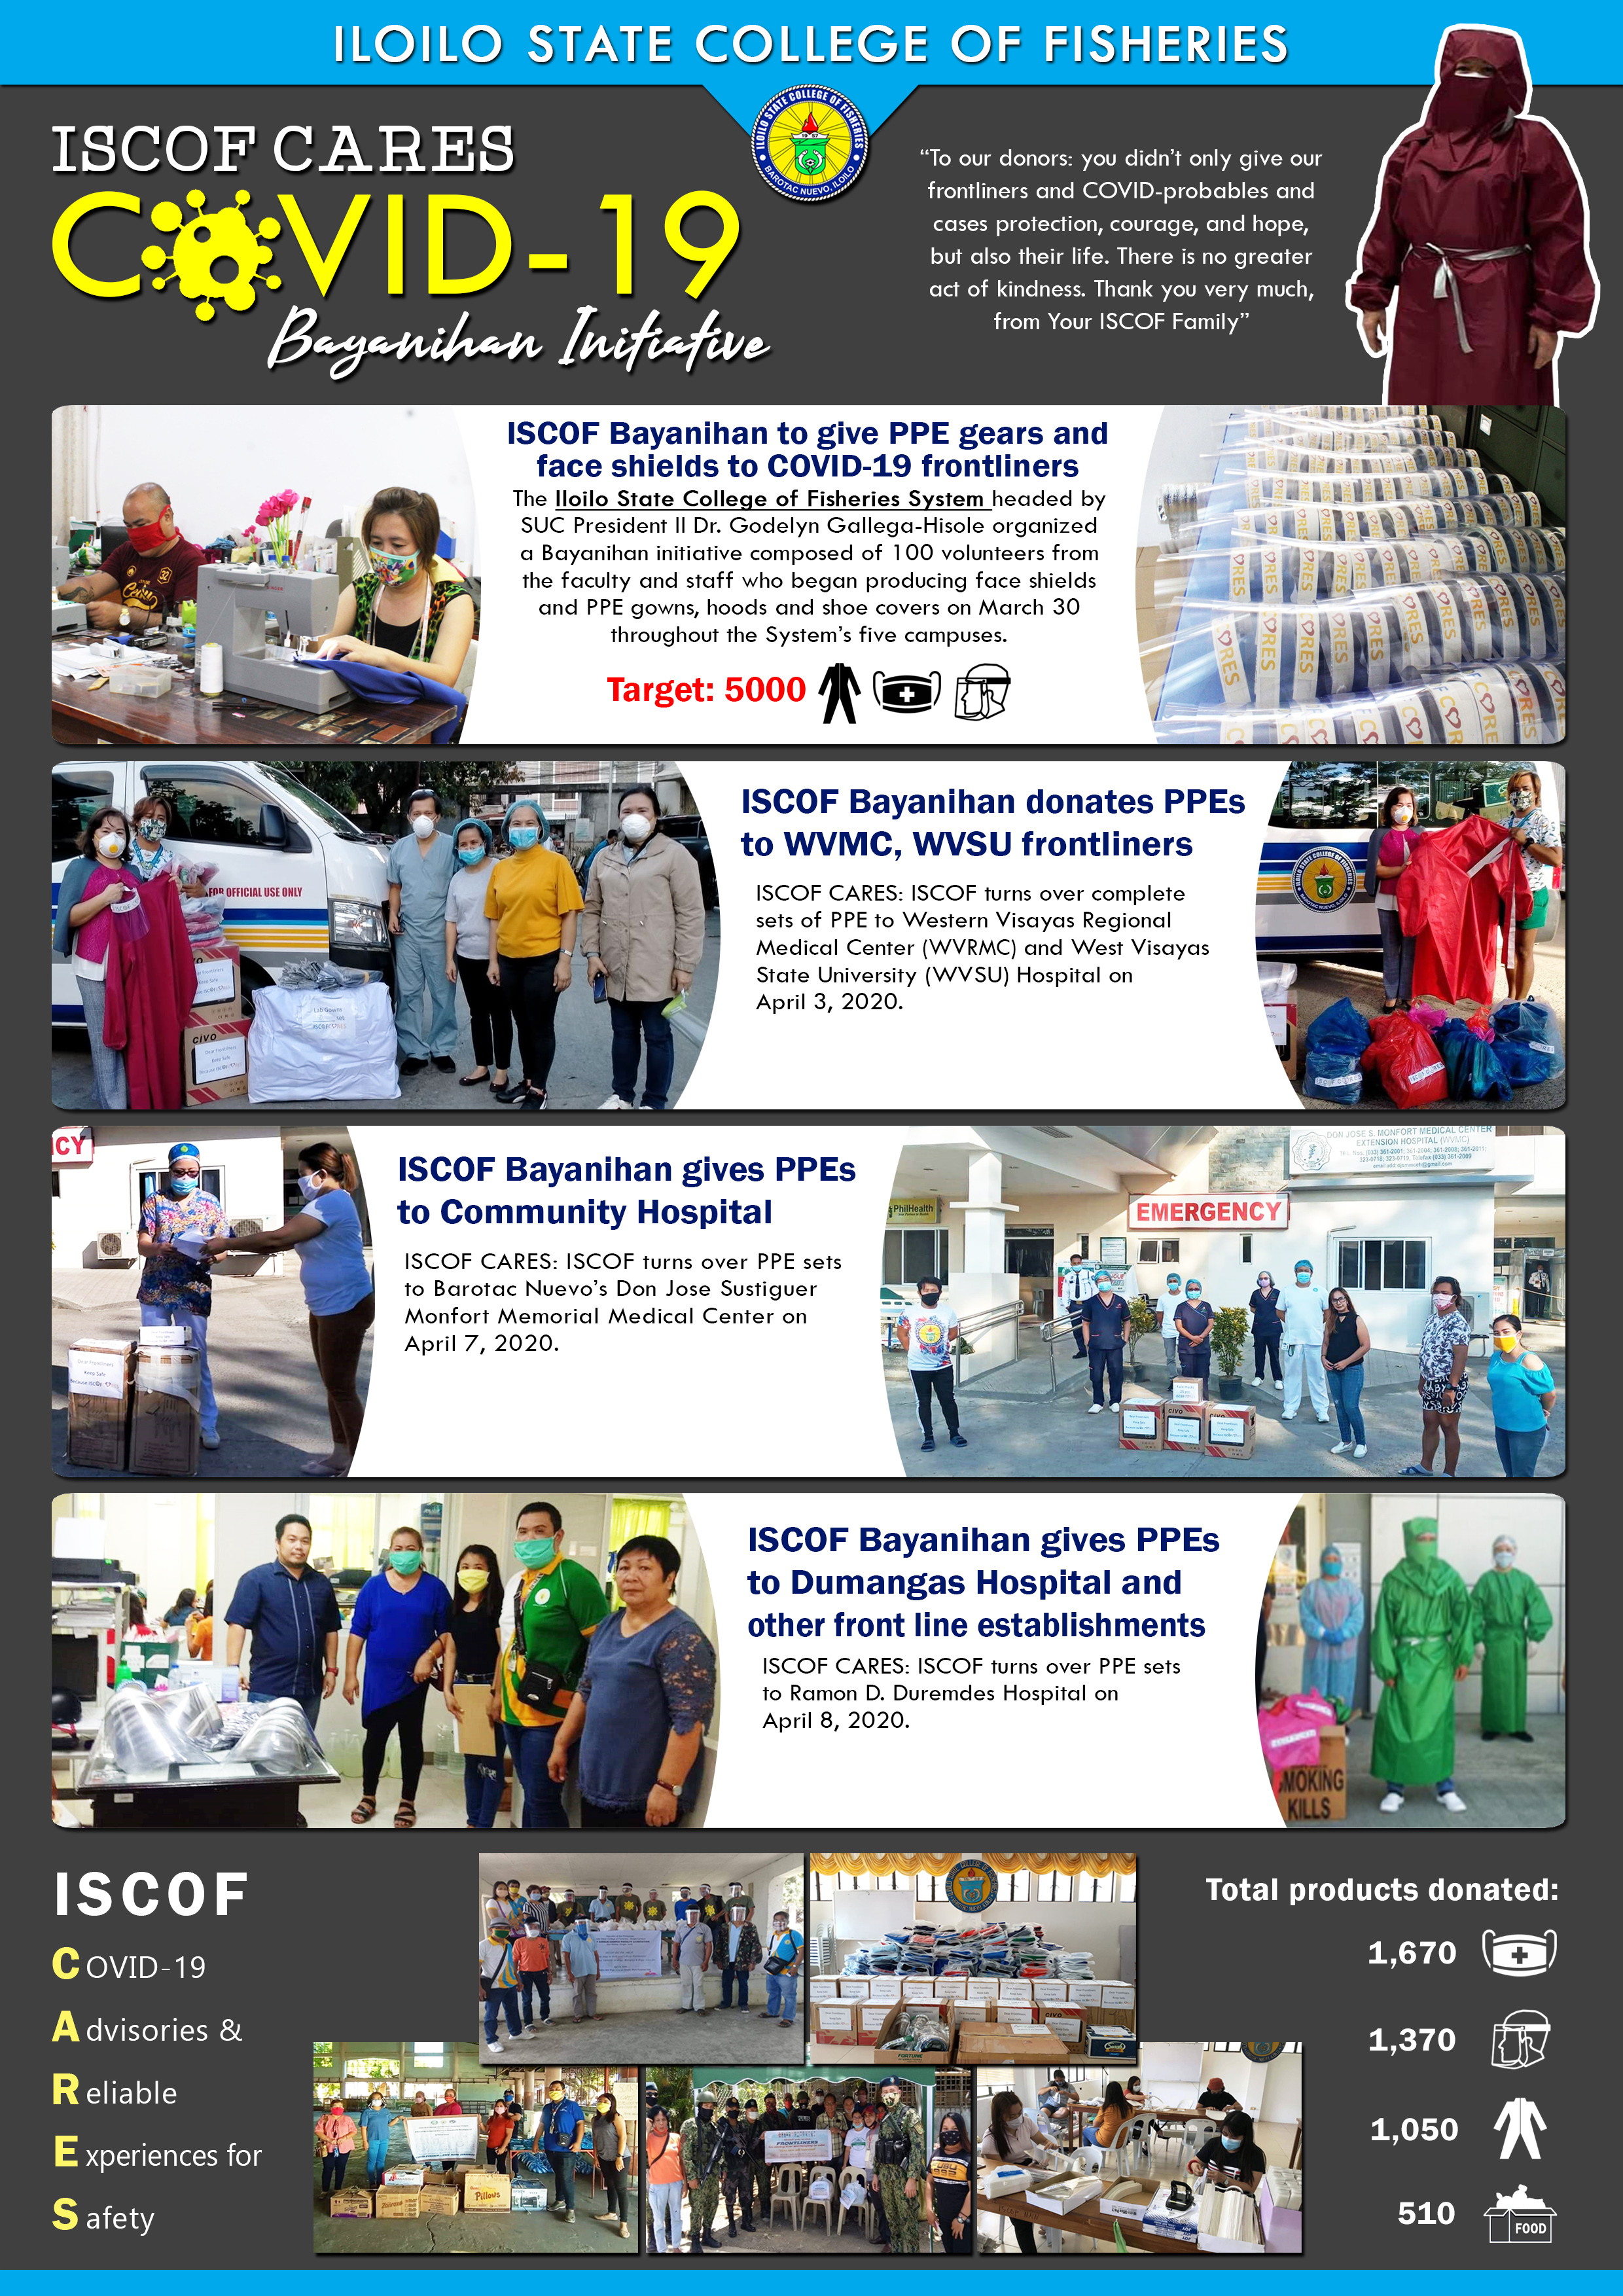 ILOILO STATE COLLEGE OF FISHERIES
ILOILO STATE COLLEGE OF FISHERIES
1957
BAROTAC NUEVO, ILOILO
ISCOF CARES
COVID-19
Bayanihan Initiative
“To our donors: you didn’t only give our
frontliners and COVID-probables and
cases protection, courage, and hope,
but also their life. There is no greater
act of kindness. Thank you very much,
from Your ISCOF Family”
ISCOF Bayanihan to give PPE gears and
face shields to COVID-19 frontliners
The Iloilo State College of Fisheries System headed by
SUC President II Dr. Godelyn Gallega-Hisole organized
a Bayanihan initiative composed of 100 volunteers from
the faculty and staff who began producing face shields
and PPE gowns, hoods and shoe covers on March 30
throughout the System’s five campuses.
Target: 5000
FOR OFFICIAL USE ONLY
CIVO
ISCOF Bayanihan donates PPEs
to WVMC, WVSU frontliners
ISCOF CARES: ISCOF turns over complete
sets of PPE to Western Visayas Regional
Medical Center (WVRMC) and West Visayas
State University (WVSU) Hospital on
April 3, 2020.
ISCOF Bayanihan gives PPEs
to Community Hospital
ISCOF CARES: ISCOF turns over PPE sets
to Barotac Nuevo’s Don Jose Sustiguer
Monfort Memorial Medical Center on
April 7, 2020.
DON JOSE S. MONFORT MEDICAL CENTER
EXTENSION HOSPITAL (WVMC)
PhilHealth
EMERGENCY
CIVO
ISCOF Bayanihan gives PPEs
to Dumangas Hospital and
other front line establishments
ISCOF CARES: ISCOF turns over PPE sets
to Ramon D. Duremdes Hospital on
April 8, 2020.
SMOKING
KILLS
ISCOF
COVID-19
Advisories &
Reliable
Experiences for
Safety
Pillows
FRONTLINERS
Total products donated:
1,670
1,370
1,050
510
FOOD